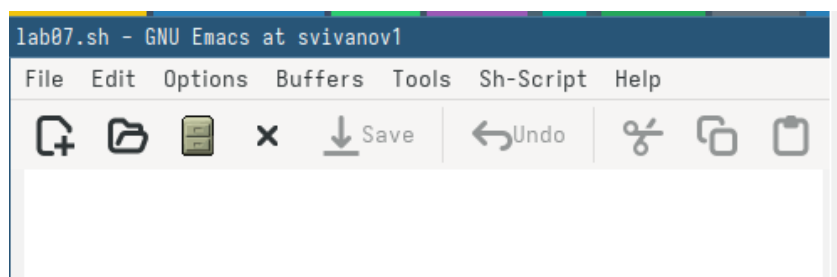 lab07.sh – GNU Emacs at svivanov1
File Edit Options Buffers Tools Sh-Script Help
Save Undo